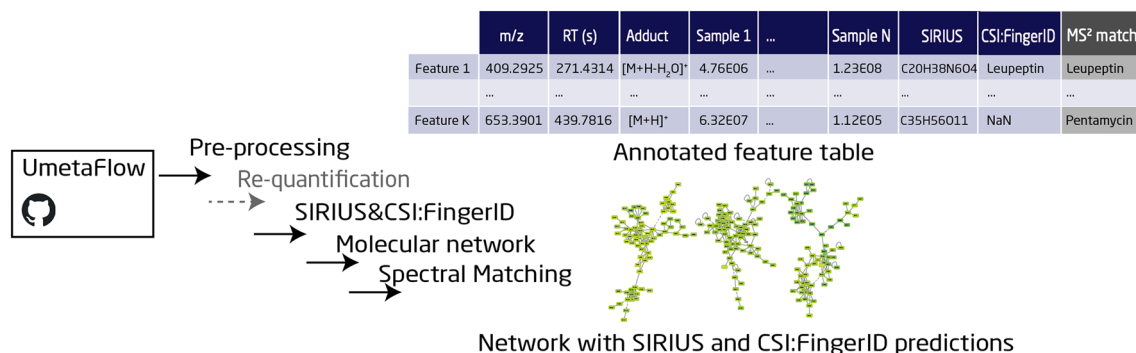 m/z RT (s) Adduct Sample 1 ... Sample N SIRIUS CSI:FingerID MS² match
Feature 1 409.2925 271.4314 [M+H-H₂O]⁺ 4.76E06 ... 1.23E08 C20H38N6O4 Leupeptin Leupeptin
... ... ... ... ... ... ... ... ... ...
Feature K 653.3901 439.7816 [M+H]⁺ 6.32E07 ... 1.12E05 C35H56O11 NaN Pentamycin
Annotated feature table
UmetaFlow
Pre-processing
Re-quantification
SIRIUS&CSI:FingerID
Molecular network
Spectral Matching
Network with SIRIUS and CSI:FingerID predictions